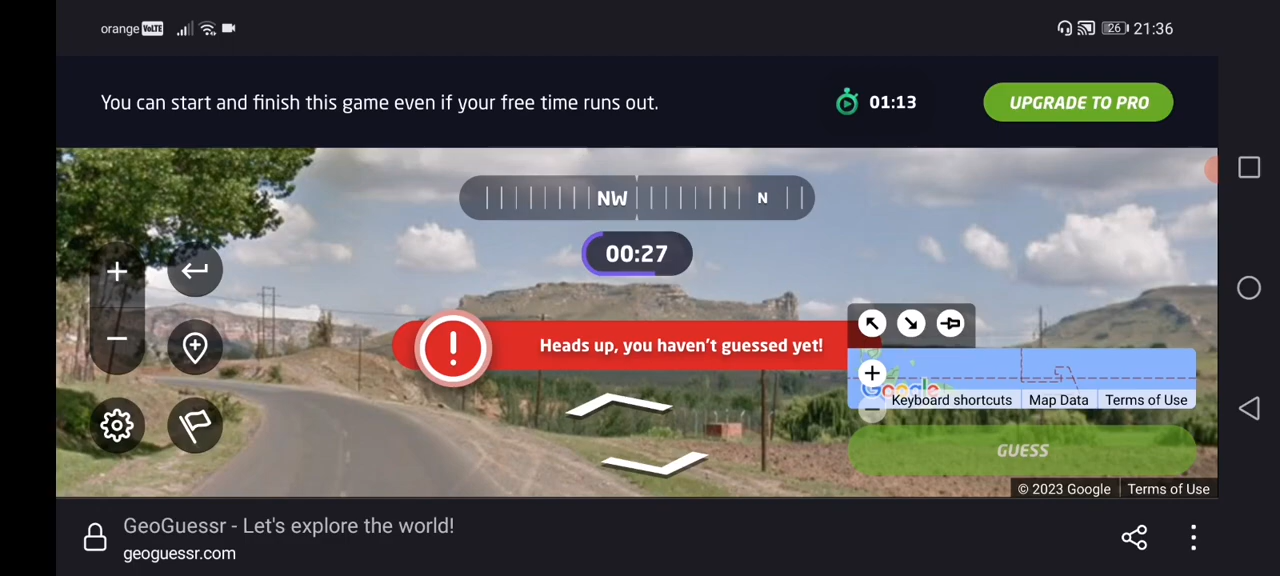 orange VoLTE 26 21:36
You can start and finish this game even if your free time runs out. 01:13 UPGRADE TO PRO
NW N
00:27
Heads up, you haven't guessed yet!
Google
Keyboard shortcuts Map Data Terms of Use
GUESS
© 2023 Google Terms of Use
GeoGuessr - Let's explore the world!
geoguessr.com